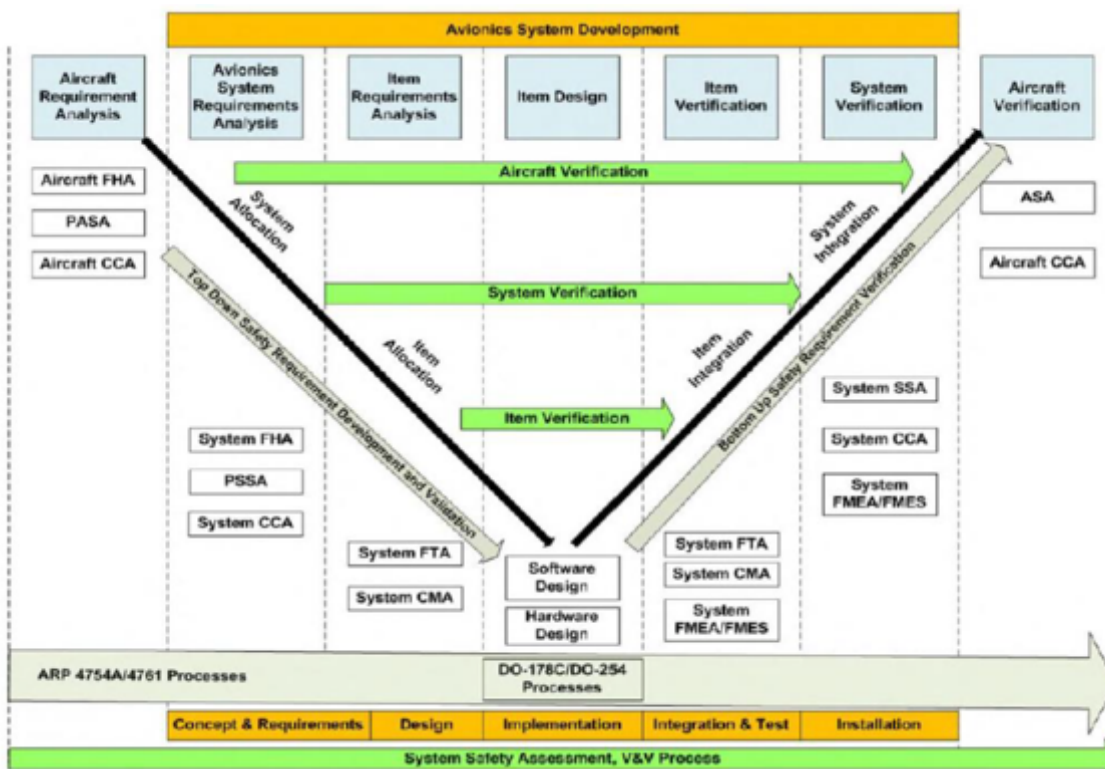 Avionics System Development
Aircraft
Requirement
Analysis
Avionics
System
Requirements
Analysis
Item
Requirements
Analysis
Item Design
Item
Vertification
System
Verification
Aircraft
Verification
Aircraft FHA
PASA
Aircraft CCA
Aircraft Verification
ASA
Aircraft CCA
System
Allocation
System
Integration
System Verification
Top Down Safety Requirement Development and Validation
Item
Allocation
Item
Integration
Bottom Up Safety Requirement Verification
Item Verification
System FHA
PSSA
System CCA
System SSA
System CCA
System
FMEA/FMES
System FTA
System CMA
Software
Design
Hardware
Design
System FTA
System CMA
System
FMEA/FMES
ARP 4754A/4761 Processes
DO-178C/DO-254
Processes
Concept & Requirements
Design
Implementation
Integration & Test
Installation
System Safety Assessment, V&V Process